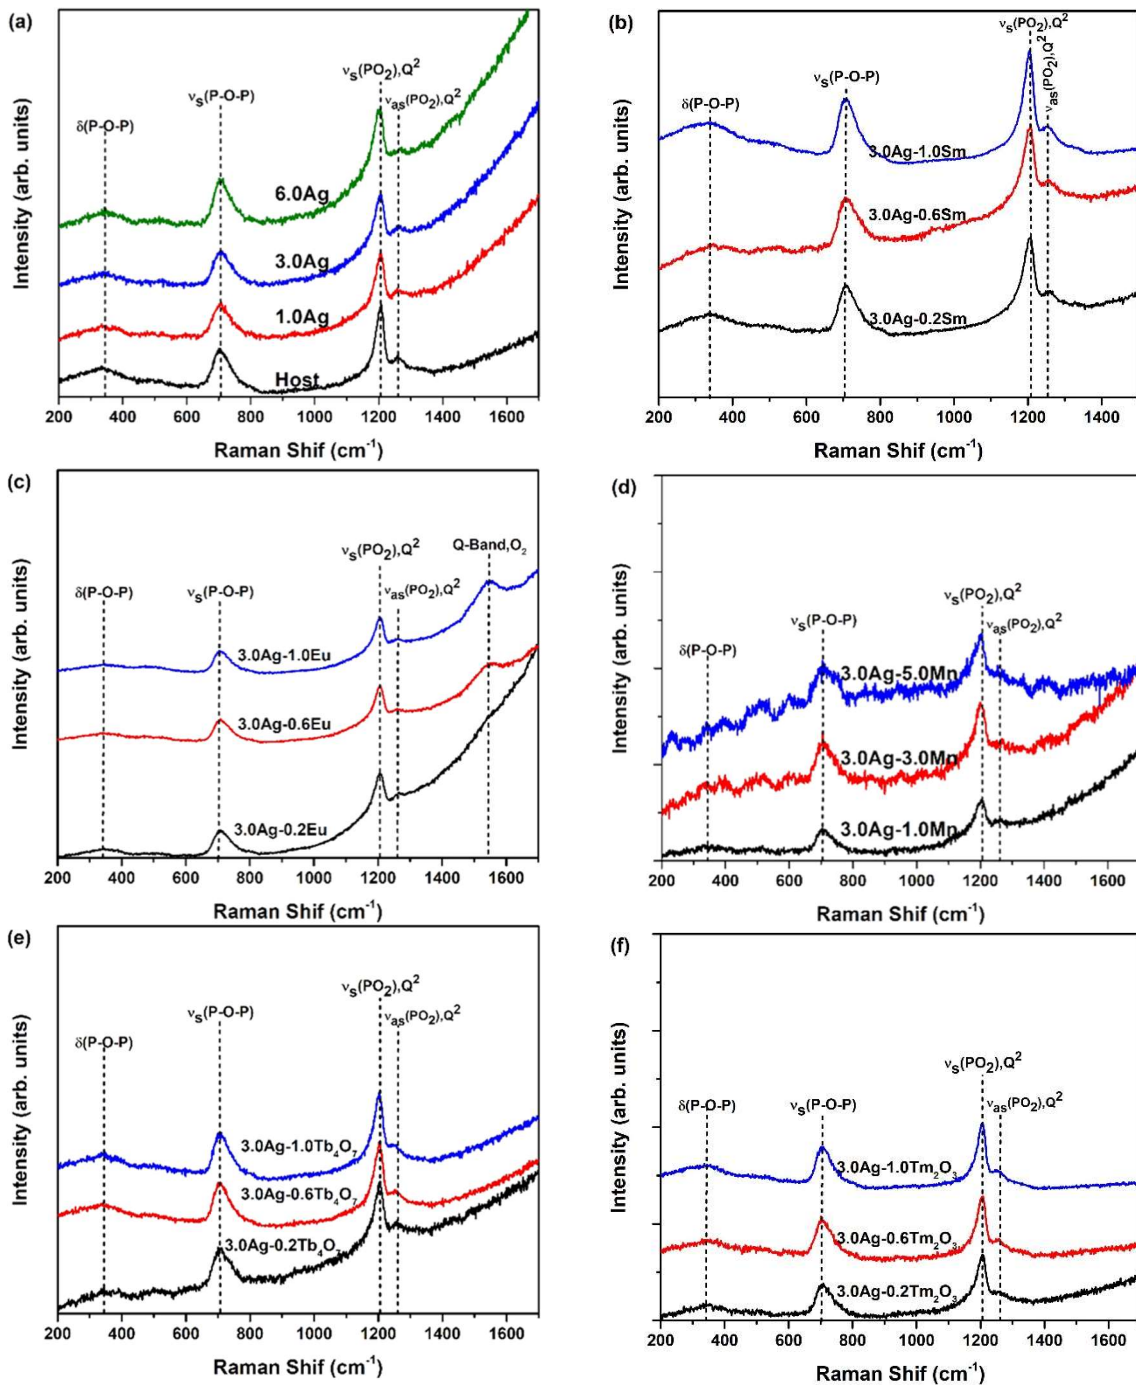 (a)
Intensity (arb. units)
δ(P-O-P)
νs(P-O-P)
νs(PO2),Q2
νas(PO2),Q2
6.0Ag
3.0Ag
1.0Ag
Host
200 400 600 800 1000 1200 1400 1600
Raman Shif (cm-1)
(b)
Intensity (arb. units)
δ(P-O-P)
νs(P-O-P)
νs(PO2),Q2
νas(PO2),Q2
3.0Ag-1.0Sm
3.0Ag-0.6Sm
3.0Ag-0.2Sm
200 400 600 800 1000 1200 1400
Raman Shif (cm-1)
(c)
Intensity (arb. units)
δ(P-O-P)
νs(P-O-P)
νs(PO2),Q2
νas(PO2),Q2
Q-Band,O2
3.0Ag-1.0Eu
3.0Ag-0.6Eu
3.0Ag-0.2Eu
200 400 600 800 1000 1200 1400 1600
Raman Shif (cm-1)
(d)
Intensity (arb. units)
δ(P-O-P)
νs(P-O-P)
νs(PO2),Q2
νas(PO2),Q2
3.0Ag-5.0Mn
3.0Ag-3.0Mn
3.0Ag-1.0Mn
200 400 600 800 1000 1200 1400 1600
Raman Shif (cm-1)
(e)
Intensity (arb. units)
δ(P-O-P)
νs(P-O-P)
νs(PO2),Q2
νas(PO2),Q2
3.0Ag-1.0Tb4O7
3.0Ag-0.6Tb4O7
3.0Ag-0.2Tb4O7
200 400 600 800 1000 1200 1400 1600
Raman Shif (cm-1)
(f)
Intensity (arb. units)
δ(P-O-P)
νs(P-O-P)
νs(PO2),Q2
νas(PO2),Q2
3.0Ag-1.0Tm2O3
3.0Ag-0.6Tm2O3
3.0Ag-0.2Tm2O3
200 400 600 800 1000 1200 1400 1600
Raman Shif (cm-1)